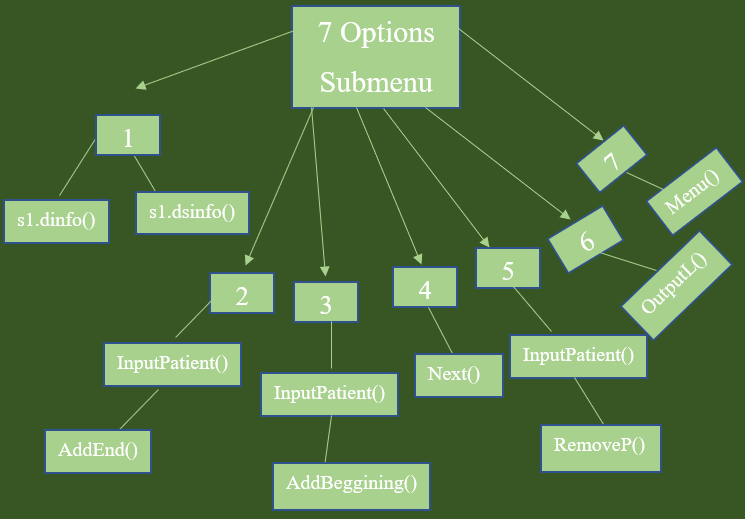 7 Options
Submenu
1
s1.dinfo()
s1.dsinfo()
2
InputPatient()
AddEnd()
3
InputPatient()
AddBeggining()
4
Next()
5
InputPatient()
RemoveP()
6
OutputL()
7
Menu()